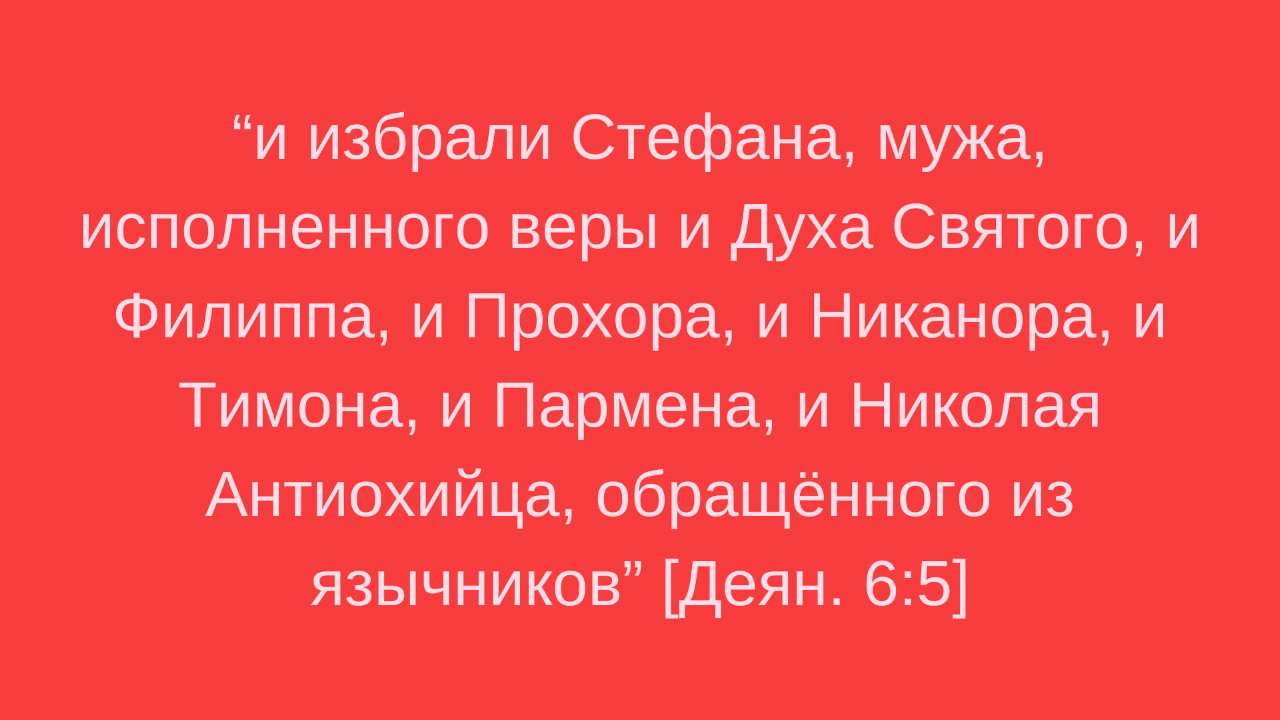 “и избрали Стефана, мужа,
исполненного веры и Духа Святого, и
Филиппа, и Прохора, и Никанора, и
Тимона, и Пармена, и Николая
Антиохийца, обращённого из
язычников” [Деян. 6:5]